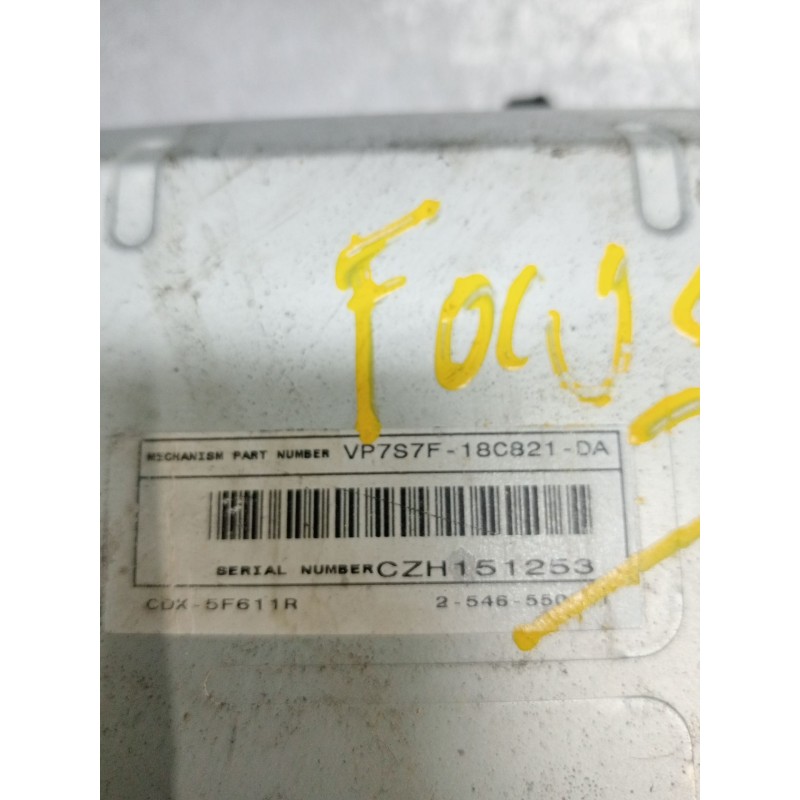 FOCUS
MECHANISM PART NUMBER VP7S7F-18C821-DA
SERIAL NUMBER CZH151253
CDX-5F611R